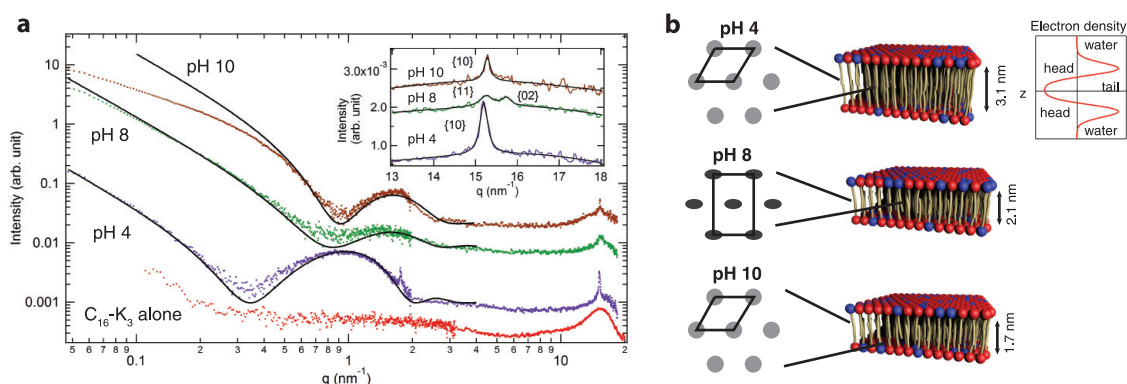 a
pH 10
pH 8
pH 4
C16-K3 alone
Intensity (arb. unit)
10
1
0.1
0.01
0.001
5 6 7 8 9
0.1
2 3 4 5 6 7 8 9
1
2 3 4 5 6 7 8 9
10
20
q (nm-1)
Intensity
(arb. unit)
3.0x10-3
2.0
1.0
pH 10
{10}
pH 8
{11}
{02}
pH 4
{10}
13 14 15 16 17 18
q (nm-1)
b
pH 4
3.1 nm
Electron density
water
head
tail
z
head
water
pH 8
2.1 nm
pH 10
1.7 nm